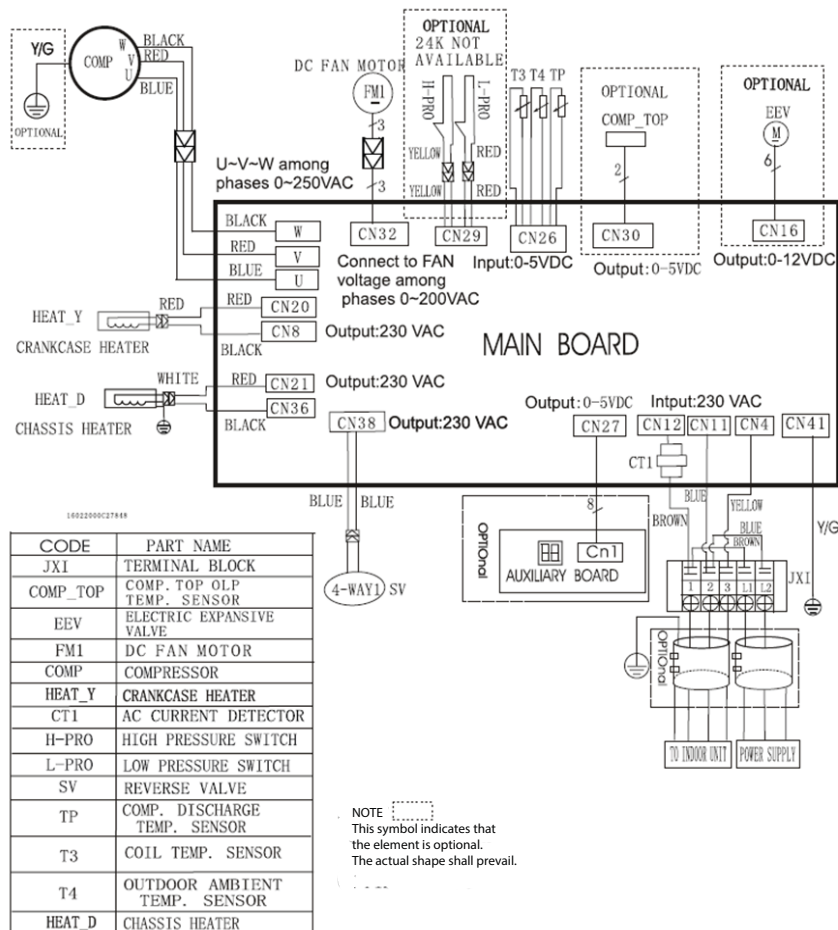 OPTIONAL
24K NOT
AVAILABLE
H-PRO
L-PRO
YELLOW
RED
YELLOW
RED
Y/G
OPTIONAL
COMP
W
V
U
BLACK
RED
BLUE
DC FAN MOTOR
FM1
3
3
T3 T4 TP
OPTIONAL
COMP_TOP
2
OPTIONAL
EEV
M
6
U~V~W among
phases 0~250VAC
BLACK
W
RED
V
BLUE
U
CN32
CN29
CN26
CN30
CN16
Connect to FAN
voltage among
phases 0~200VAC
Input:0-5VDC
Output:0-5VDC
Output:0-12VDC
HEAT_Y
RED
RED
CN20
CN8
Output:230 VAC
CRANKCASE HEATER
BLACK
MAIN BOARD
HEAT_D
WHITE
RED
CN21
Output:230 VAC
CN36
BLACK
CHASSIS HEATER
CN38
Output:230 VAC
Output:0-5VDC
Intput:230 VAC
CN27
CN12
CN11
CN4
CN41
CT1
BLUE
BLUE
4-WAY1
SV
8
OPTIOnal
Cn1
AUXILIARY BOARD
BROWN
BLUE
YELLOW
BLUE
BROWN
Y/G
1
2
3
L1
L2
JX1
OPTIOnal
TO INDOOR UNIT
POWER SUPPLY
16022000C27848
CODE PART NAME
JX1 TERMINAL BLOCK
COMP_TOP COMP.TOP OLP
TEMP. SENSOR
EEV ELECTRIC EXPANSIVE
VALVE
FM1 DC FAN MOTOR
COMP COMPRESSOR
HEAT_Y CRANKCASE HEATER
CT1 AC CURRENT DETECTOR
H-PRO HIGH PRESSURE SWITCH
L-PRO LOW PRESSURE SWITCH
SV REVERSE VALVE
TP COMP. DISCHARGE
TEMP. SENSOR
T3 COIL TEMP. SENSOR
T4 OUTDOOR AMBIENT
TEMP. SENSOR
HEAT_D CHASSIS HEATER
NOTE
This symbol indicates that
the element is optional.
The actual shape shall prevail.